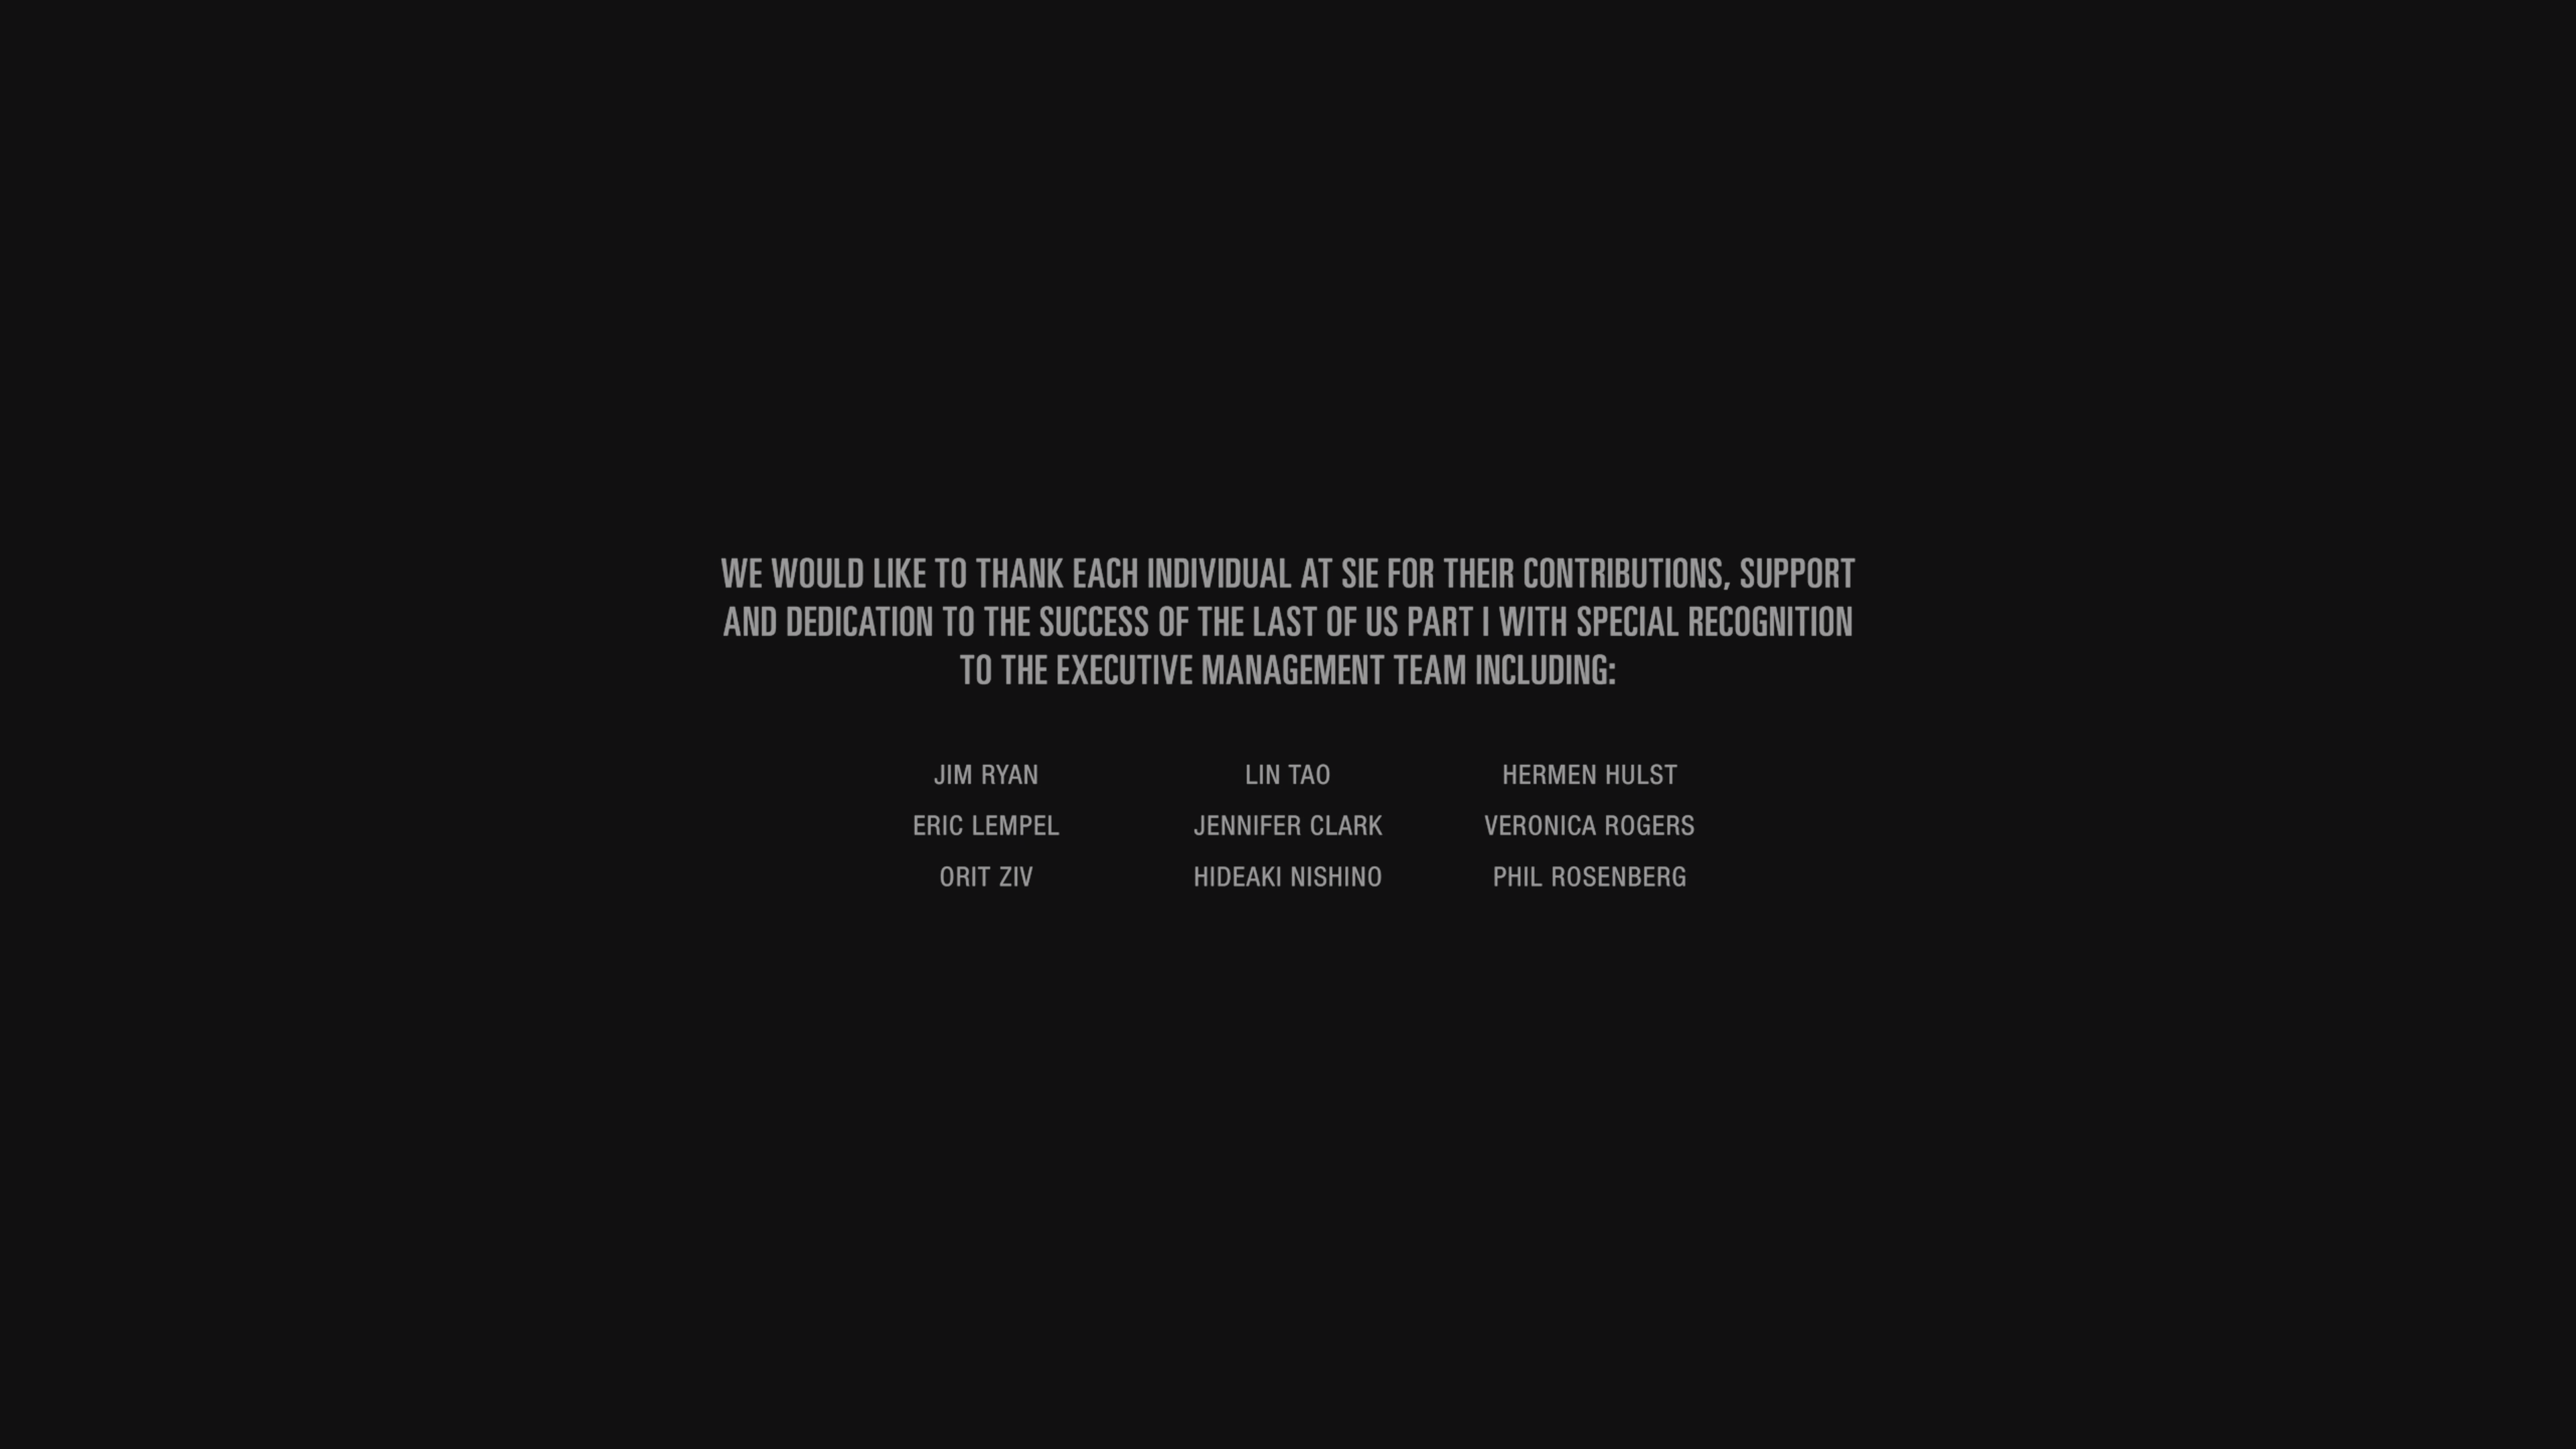 WE WOULD LIKE TO THANK EACH INDIVIDUAL AT SIE FOR THEIR CONTRIBUTIONS, SUPPORT
AND DEDICATION TO THE SUCCESS OF THE LAST OF US PART I WITH SPECIAL RECOGNITION
TO THE EXECUTIVE MANAGEMENT TEAM INCLUDING:
JIM RYAN LIN TAO HERMEN HULST
ERIC LEMPEL JENNIFER CLARK VERONICA ROGERS
ORIT ZIV HIDEAKI NISHINO PHIL ROSENBERG